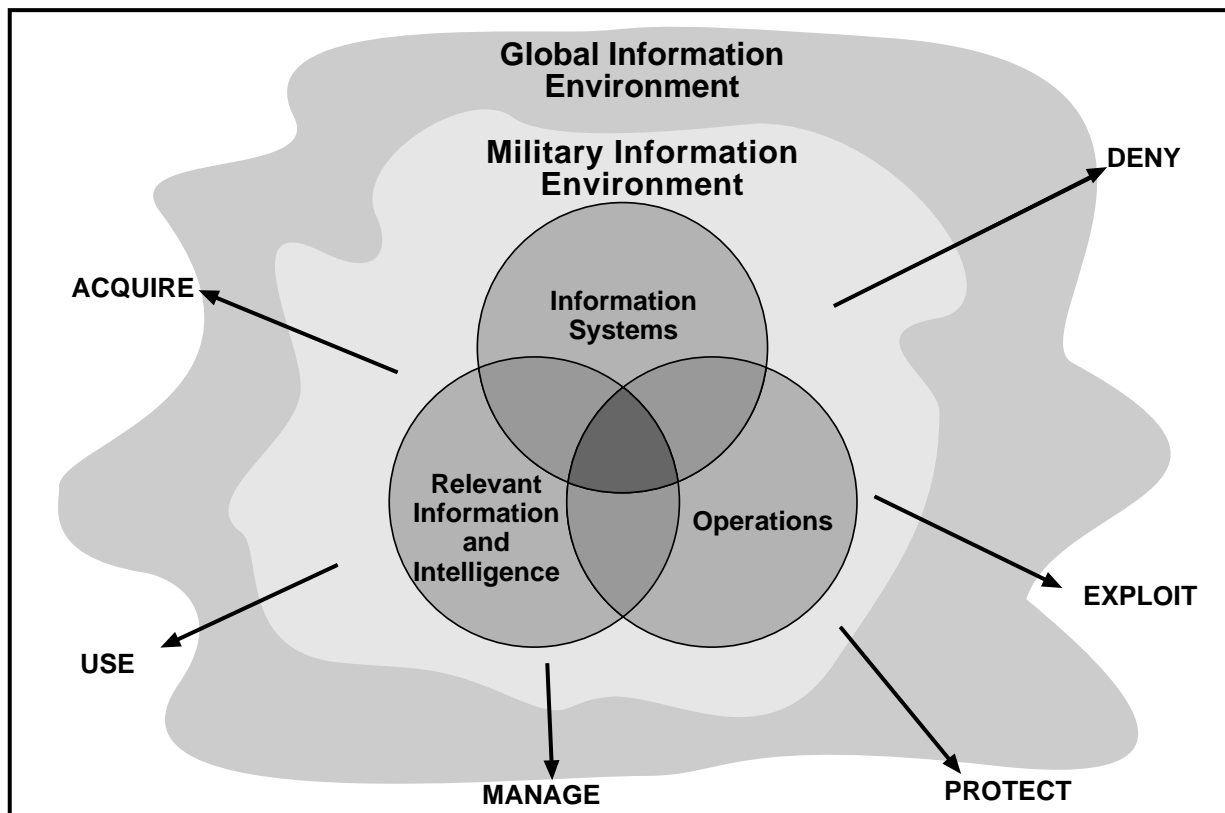 Global Information
Environment
Military Information
Environment
DENY
ACQUIRE
Information
Systems
Relevant
Information
and
Intelligence
Operations
EXPLOIT
USE
MANAGE
PROTECT